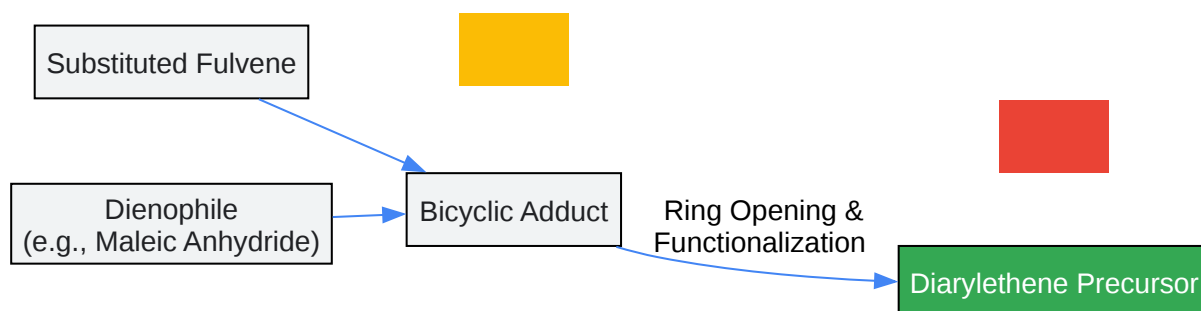 Substituted Fulvene
Dienophile
(e.g., Maleic Anhydride)
Bicyclic Adduct
Ring Opening &
Functionalization
Diarylethene Precursor